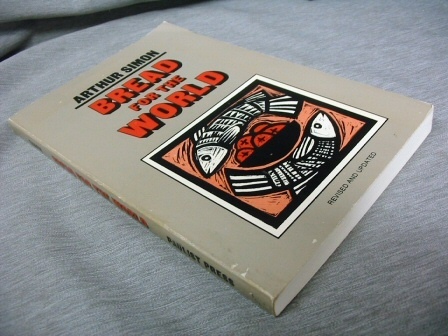 ARTHUR SIMON
BREAD
FOR THE
WORLD
REVISED AND UPDATED
PAULIST PRESS